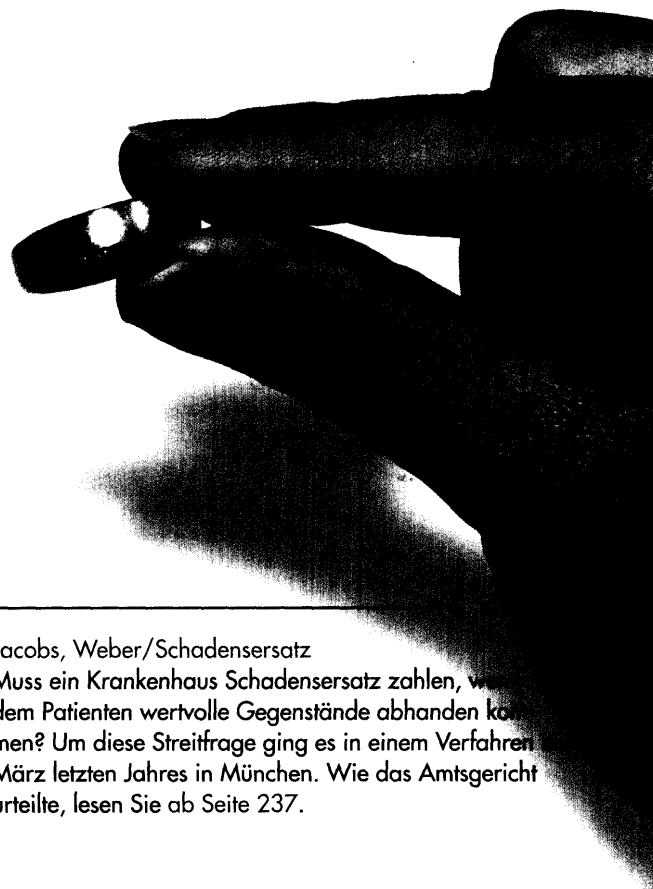 acobs, Weber/Schadensersatz
Muss ein Krankenhaus Schadensersatz zahlen,
dem Patienten wertvolle Gegenstände abhanden
men? Um diese Streitfrage ging es in einem Verfahren
März letzten Jahres in München. Wie das Amtsgericht
urteilte, lesen Sie ab Seite 237.